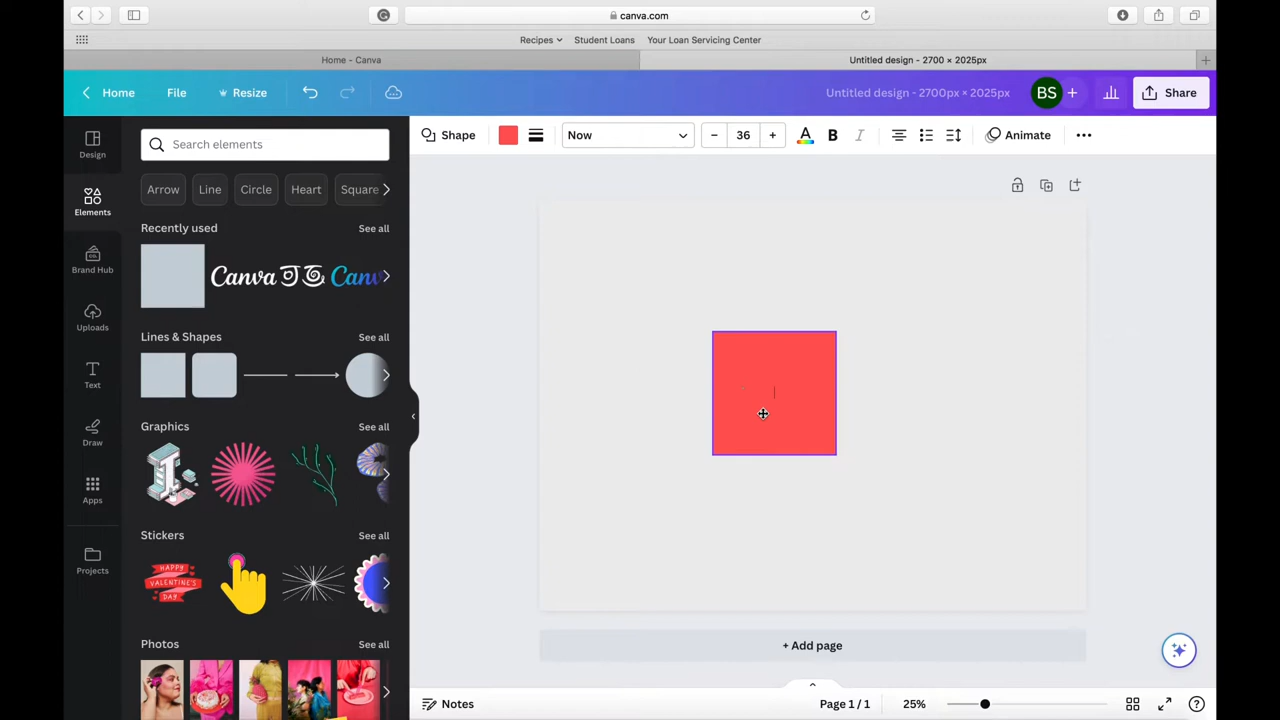 canva.com
Recipes
Student Loans
Your Loan Servicing Center
Home - Canva
Untitled design - 2700 × 2025px
Home
File
Resize
Untitled design - 2700px × 2025px
BS
Share
Design
Elements
Brand Hub
Uploads
Text
Draw
Apps
Projects
Search elements
Arrow
Line
Circle
Heart
Square
Recently used
See all
Canva
Canv
Lines & Shapes
See all
Graphics
See all
Stickers
See all
HAPPY
VALENTINE'S
DAY
Photos
See all
Shape
Now
36
B
I
Animate
+ Add page
Notes
Page 1 / 1
25%